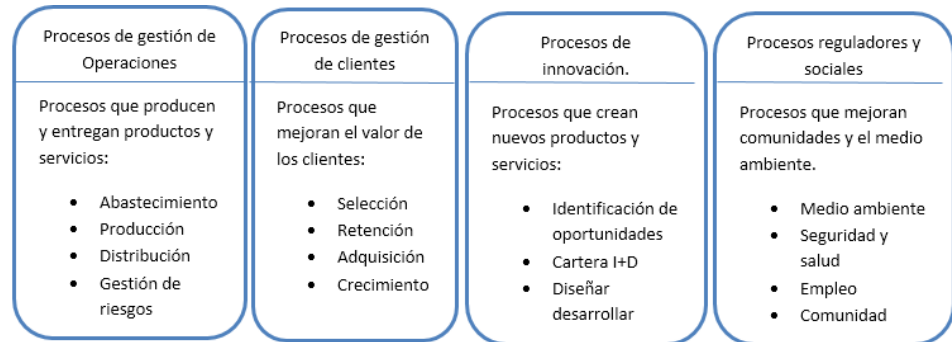 Procesos de gestión de
Operaciones
Procesos que producen
y entregan productos y
servicios:
• Abastecimiento
• Producción
• Distribución
• Gestión de
riesgos
Procesos de gestión
de clientes
Procesos que
mejoran el valor de
los clientes:
• Selección
• Retención
• Adquisición
• Crecimiento
Procesos de
innovación.
Procesos que crean
nuevos productos y
servicios:
• Identificación de
oportunidades
• Cartera I+D
• Diseñar
desarrollar
Procesos reguladores y
sociales
Procesos que mejoran
comunidades y el medio
ambiente.
• Medio ambiente
• Seguridad y
salud
• Empleo
• Comunidad